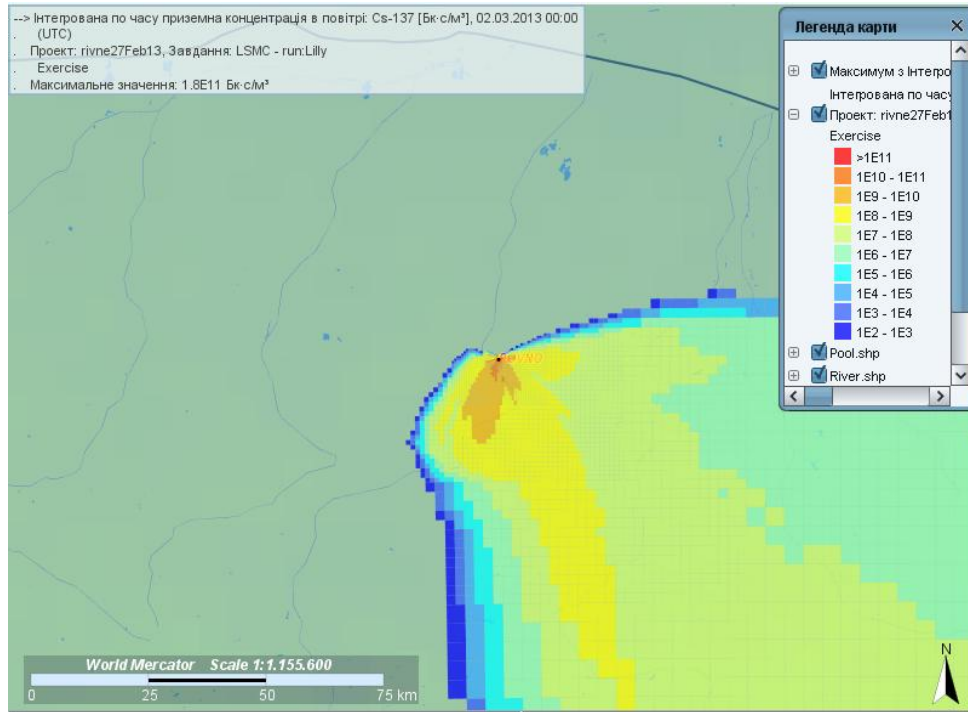 --> Інтегрована по часу приземна концентрація в повітрі: Cs-137 [Бк·с/м³], 02.03.2013 00:00
. (UTC)
. Проект: rivne27Feb13, Завдання: LSMC - run:Lilly
. Exercise
. Максимальне значення: 1.8E11 Бк·с/м³
Легенда карти
Максимум з Інтегро
Інтегрована по часу
Проект: rivne27Feb1
Exercise
>1E11
1E10 - 1E11
1E9 - 1E10
1E8 - 1E9
1E7 - 1E8
1E6 - 1E7
1E5 - 1E6
1E4 - 1E5
1E3 - 1E4
1E2 - 1E3
Pool.shp
River.shp
World Mercator Scale 1:1.155.600
0 25 50 75 km
N